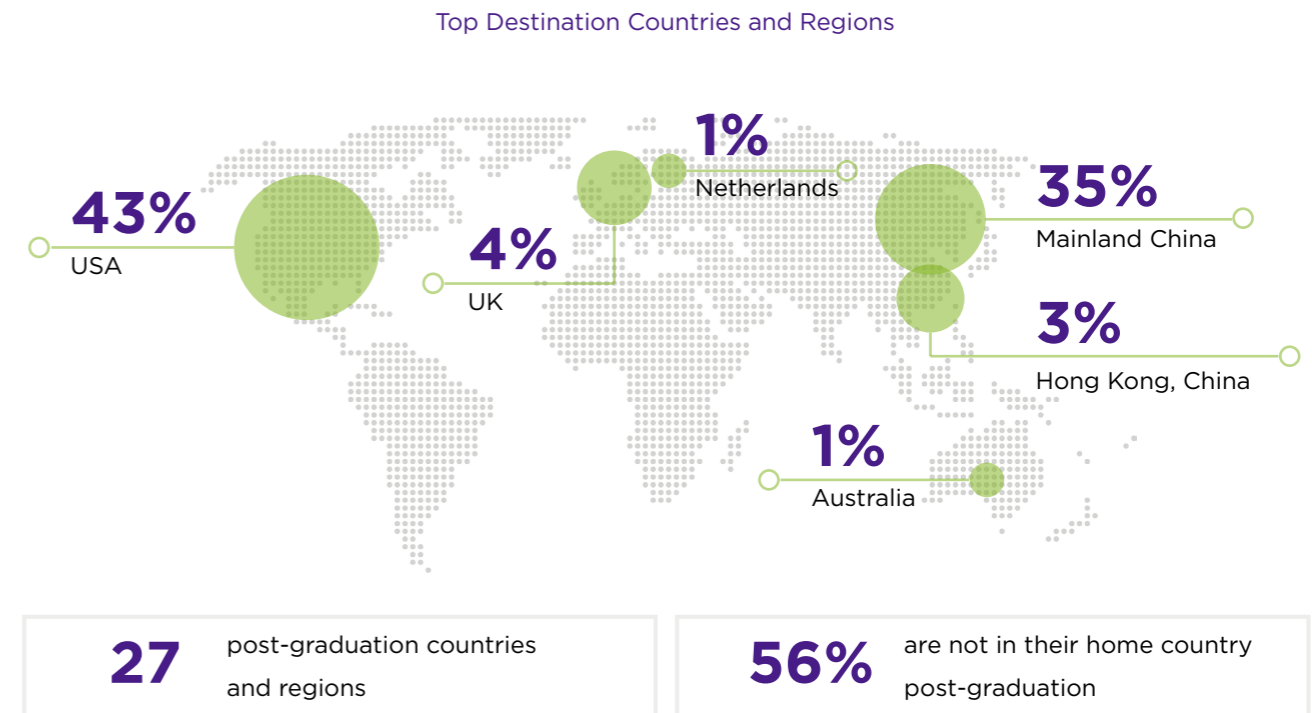 Top Destination Countries and Regions
1%
Netherlands
43%
USA
35%
Mainland China
4%
UK
3%
Hong Kong, China
1%
Australia
27
post-graduation countries
and regions
56%
are not in their home country
post-graduation